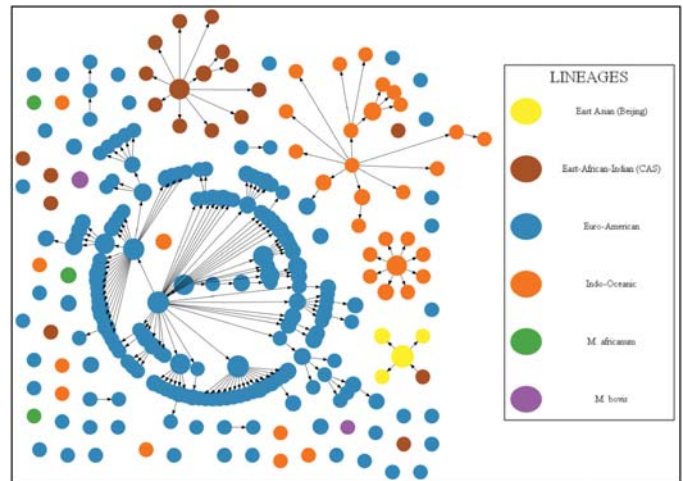 LINEAGES
East Asian (Beijing)
East-African-Indian (CAS)
Euro-American
Indo-Oceanic
M. africanum
M. bovis